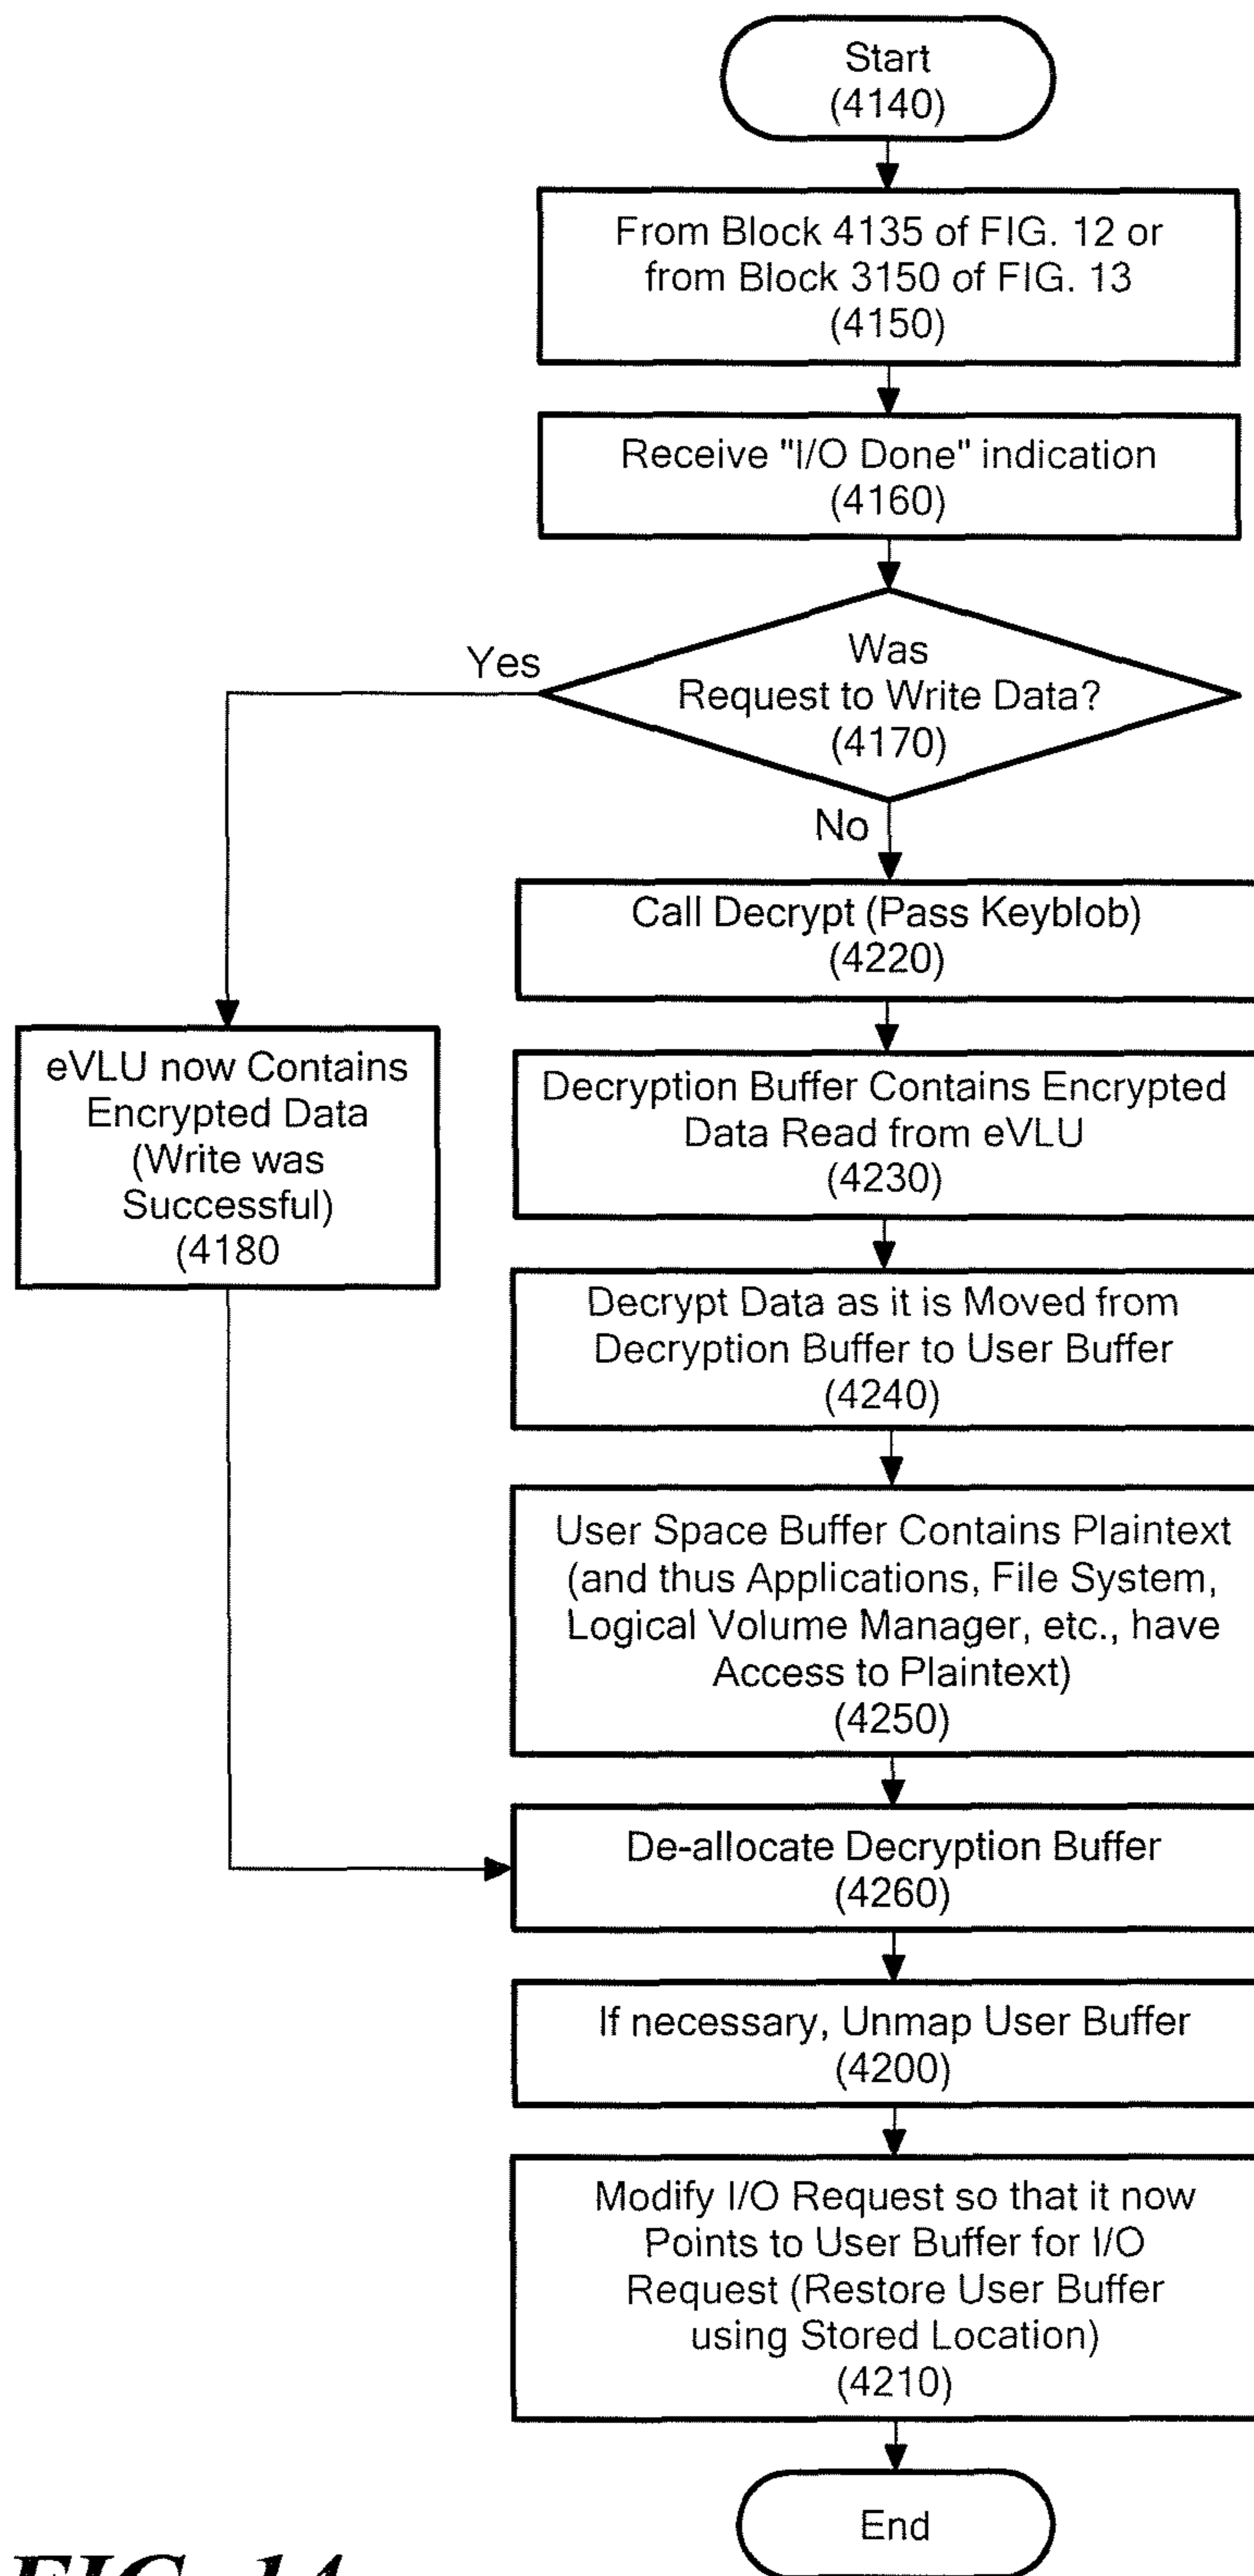 Start
(4140)
From Block 4135 of FIG. 12 or
from Block 3150 of FIG. 13
(4150)
Receive "I/O Done" indication
(4160)
Was
Request to Write Data?
(4170)
Yes
No
Call Decrypt (Pass Keyblob)
(4220)
eVLU now Contains
Encrypted Data
(Write was
Successful)
(4180
Decryption Buffer Contains Encrypted
Data Read from eVLU
(4230)
Decrypt Data as it is Moved from
Decryption Buffer to User Buffer
(4240)
User Space Buffer Contains Plaintext
(and thus Applications, File System,
Logical Volume Manager, etc., have
Access to Plaintext)
(4250)
De-allocate Decryption Buffer
(4260)
If necessary, Unmap User Buffer
(4200)
Modify I/O Request so that it now
Points to User Buffer for I/O
Request (Restore User Buffer
using Stored Location)
(4210)
End
FIG. 14